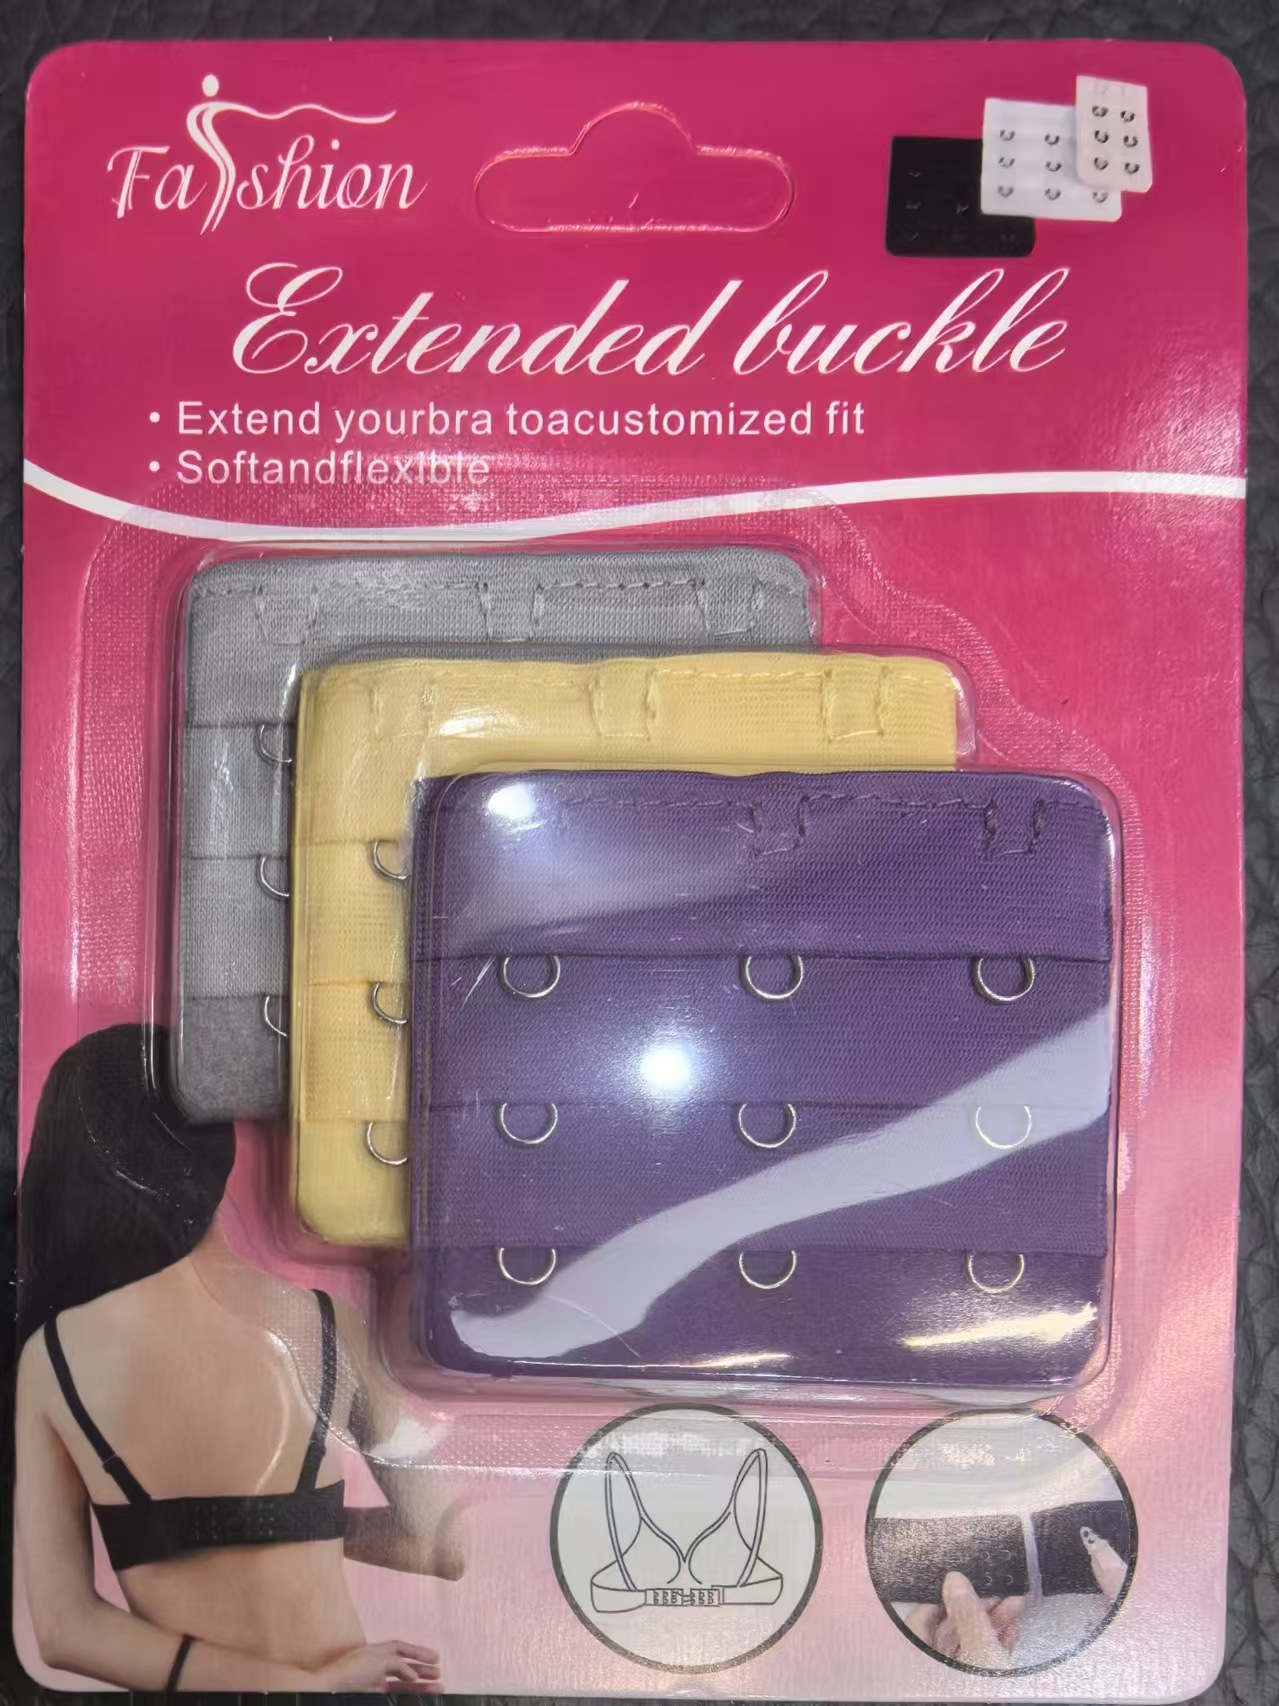 Fashion
Extended buckle
• Extend yourbra toacustomized fit
• Softandflexible